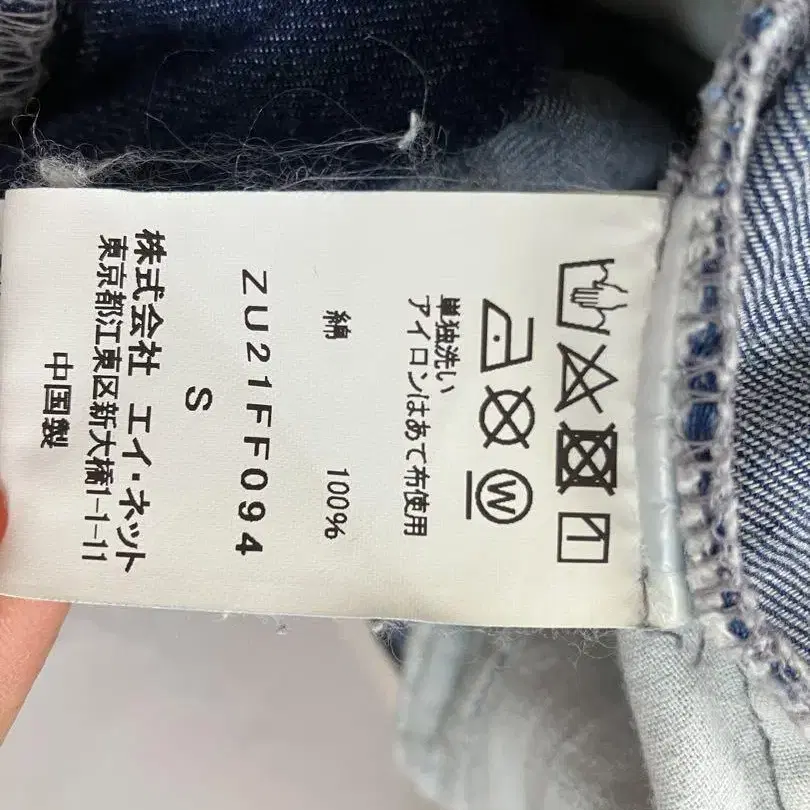 単独洗い
アイロンはあて布使用
綿 100%
ZU21FF094
S
株式会社 エイ・ネット
東京都江東区新大橋1-1-11
中国製